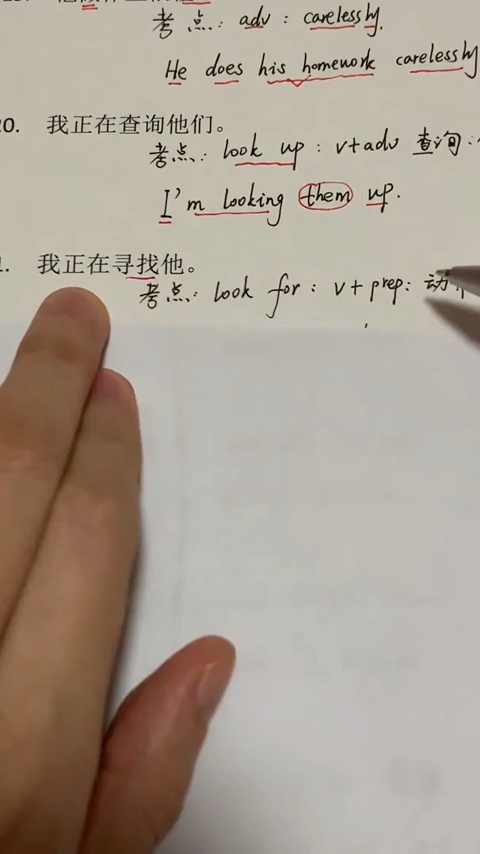 考点：adv：carelessly.
He does his homework carelessly
20. 我正在查询他们。
考点：look up：v+adv 查询：
I'm looking them up.
我正在寻找他。
考点：look for：v+prep：动